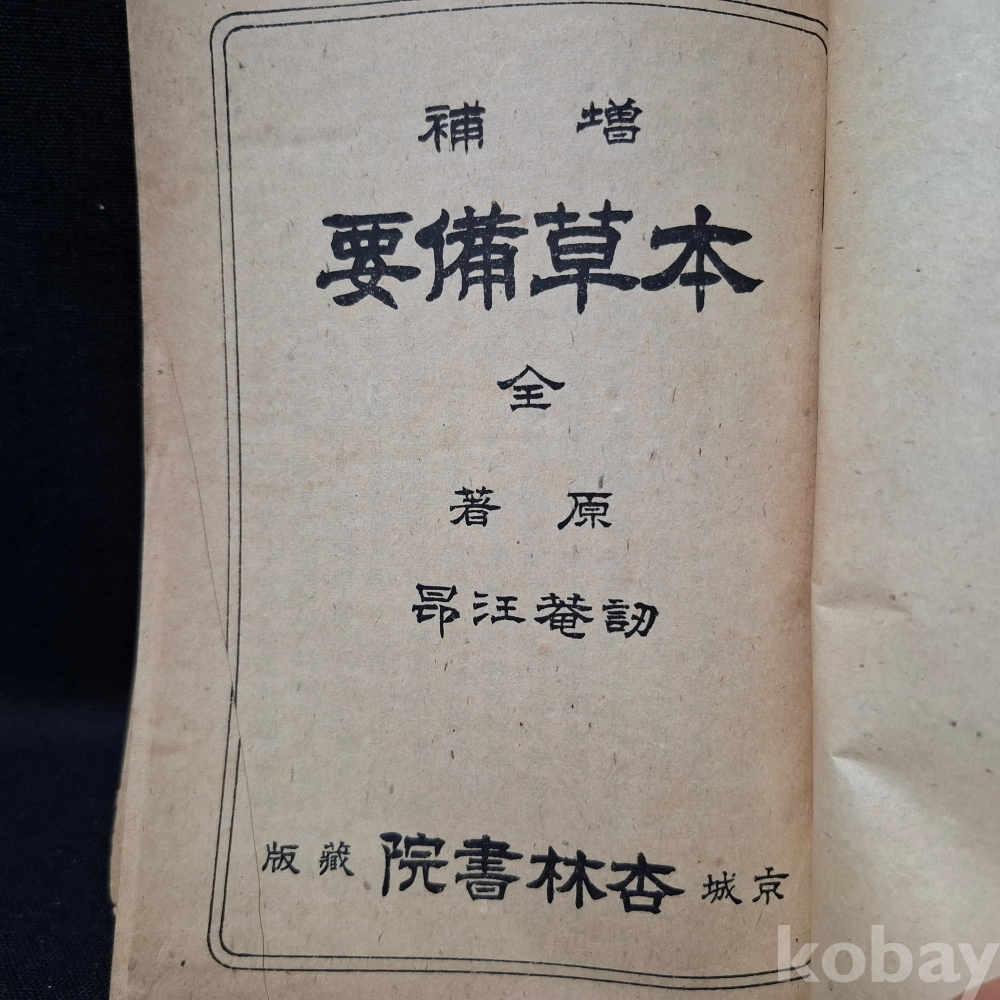 增補
本草備要
全
原著
訒菴汪昂
京城杏林書院藏版
kobay